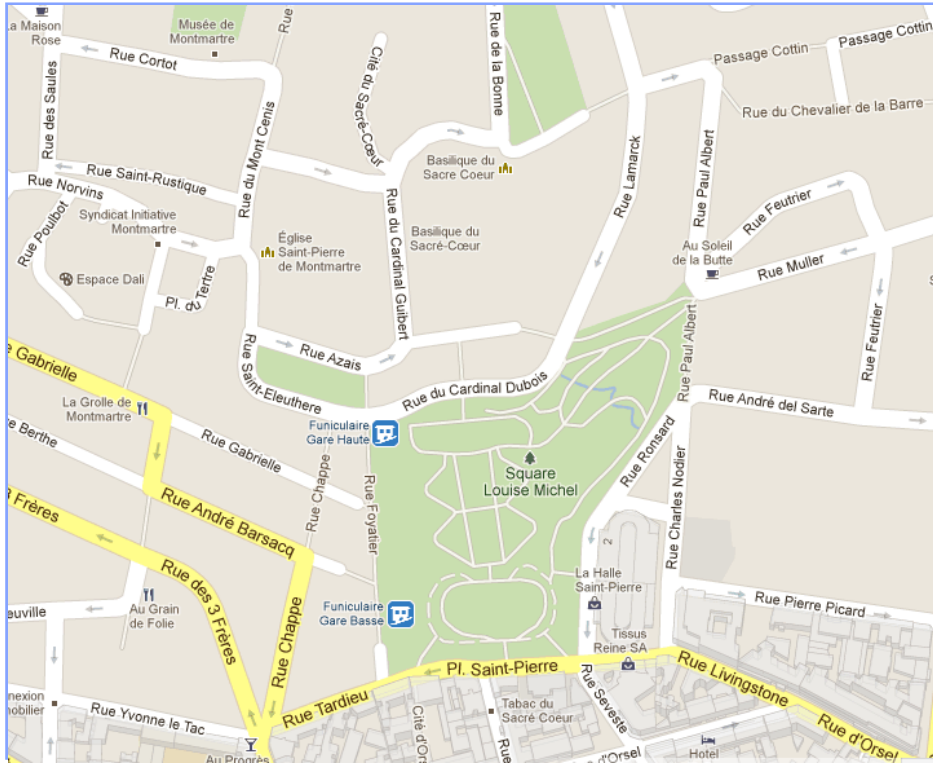 La Maison
Rose
Musée de
Montmartre
Rue
Rue Cortot
Rue des Saules
Cité du Sacré-Cœur
Rue de la Bonne
Passage Cottin
Passage Cottin
Rue du Chevalier de la Barre
Rue du Mont Cenis
Rue Saint-Rustique
Rue Norvins
Rue Poulbot
Syndicat Initiative
Montmartre
Basilique du
Sacre Coeur
Rue Lamarck
Rue Paul Albert
Rue Feutrier
Église
Saint-Pierre
de Montmartre
Rue du Cardinal Guibert
Basilique du
Sacré-Cœur
Au Soleil
de la Butte
Rue Muller
Espace Dali
Pl. du Tertre
Rue Azais
Rue Saint-Eleuthere
Rue du Cardinal Dubois
Rue Paul Albert
Rue Feutrier
Gabrielle
La Grolle de
Montmartre
Rue André del Sarte
Funiculaire
Gare Haute
Berthe
Rue Gabrielle
Rue Chappe
Rue Foyatier
Square
Louise Michel
Rue Ronsard
Rue Charles Nodier
3 Frères
Rue André Barsacq
2
Rue des 3 Frères
Rue Chappe
La Halle
Saint-Pierre
Rue Pierre Picard
Au Grain
de Folie
Funiculaire
Gare Basse
Tissus
Reine SA
Pl. Saint-Pierre
Rue Livingstone
Rue Tardieu
Rue Seveste
Rue Yvonne le Tac
Cité d'Ors
Rue
Tabac du
Sacré Coeur
Rue d'Orsel
Rue d'Orsel
Au Progrès
Hotel